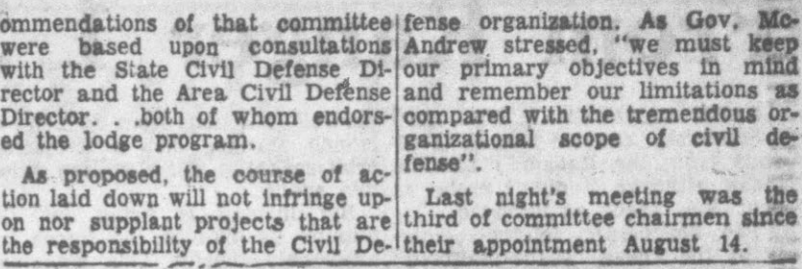 ommendations of that committee
were based upon consultations
with the State Civil Defense Di-
rector and the Area Civil Defense
Director. . .both of whom endors-
ed the lodge program.
As proposed, the course of ac-
tion laid down will not infringe up-
on nor supplant projects that are
the responsibility of the Civil De-
fense organization. As Gov. Mc-
Andrew stressed, "we must keep
our primary objectives in mind
and remember our limitations as
compared with the tremendous or-
ganizational scope of civil de-
fense".
Last night's meeting was the
third of committee chairmen since
their appointment August 14.